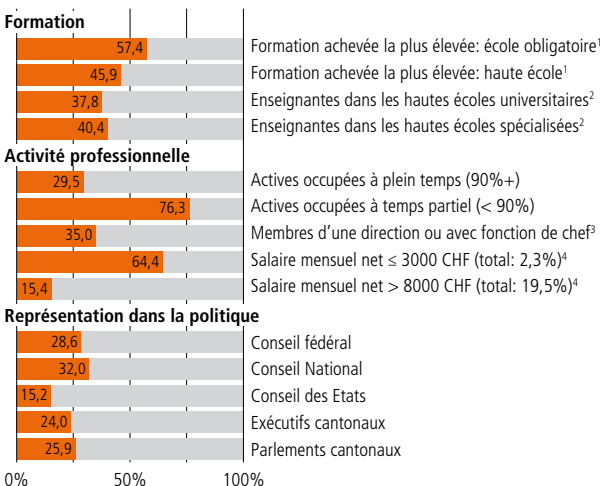 Formation
57,4 Formation achevée la plus élevée: école obligatoire¹
45,9 Formation achevée la plus élevée: haute école¹
37,8 Enseignantes dans les hautes écoles universitaires²
40,4 Enseignantes dans les hautes écoles spécialisées²
Activité professionnelle
29,5 Actives occupées à plein temps (90%+)
76,3 Actives occupées à temps partiel (< 90%)
35,0 Membres d’une direction ou avec fonction de chef³
64,4 Salaire mensuel net ≤ 3000 CHF (total: 2,3%)⁴
15,4 Salaire mensuel net > 8000 CHF (total: 19,5%)⁴
Représentation dans la politique
28,6 Conseil fédéral
32,0 Conseil National
15,2 Conseil des Etats
24,0 Exécutifs cantonaux
25,9 Parlements cantonaux
0% 50% 100%